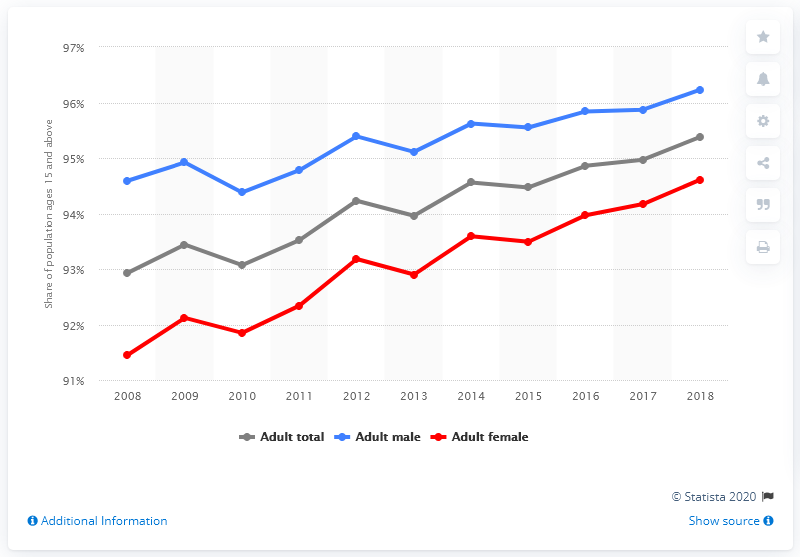 97%
96%
95%
94%
93%
92%
91%
Share of population ages 15 and above
2008 2009 2010 2011 2012 2013 2014 2015 2016 2017 2018
Adult total Adult male Adult female
© Statista 2020
Additional Information
Show source